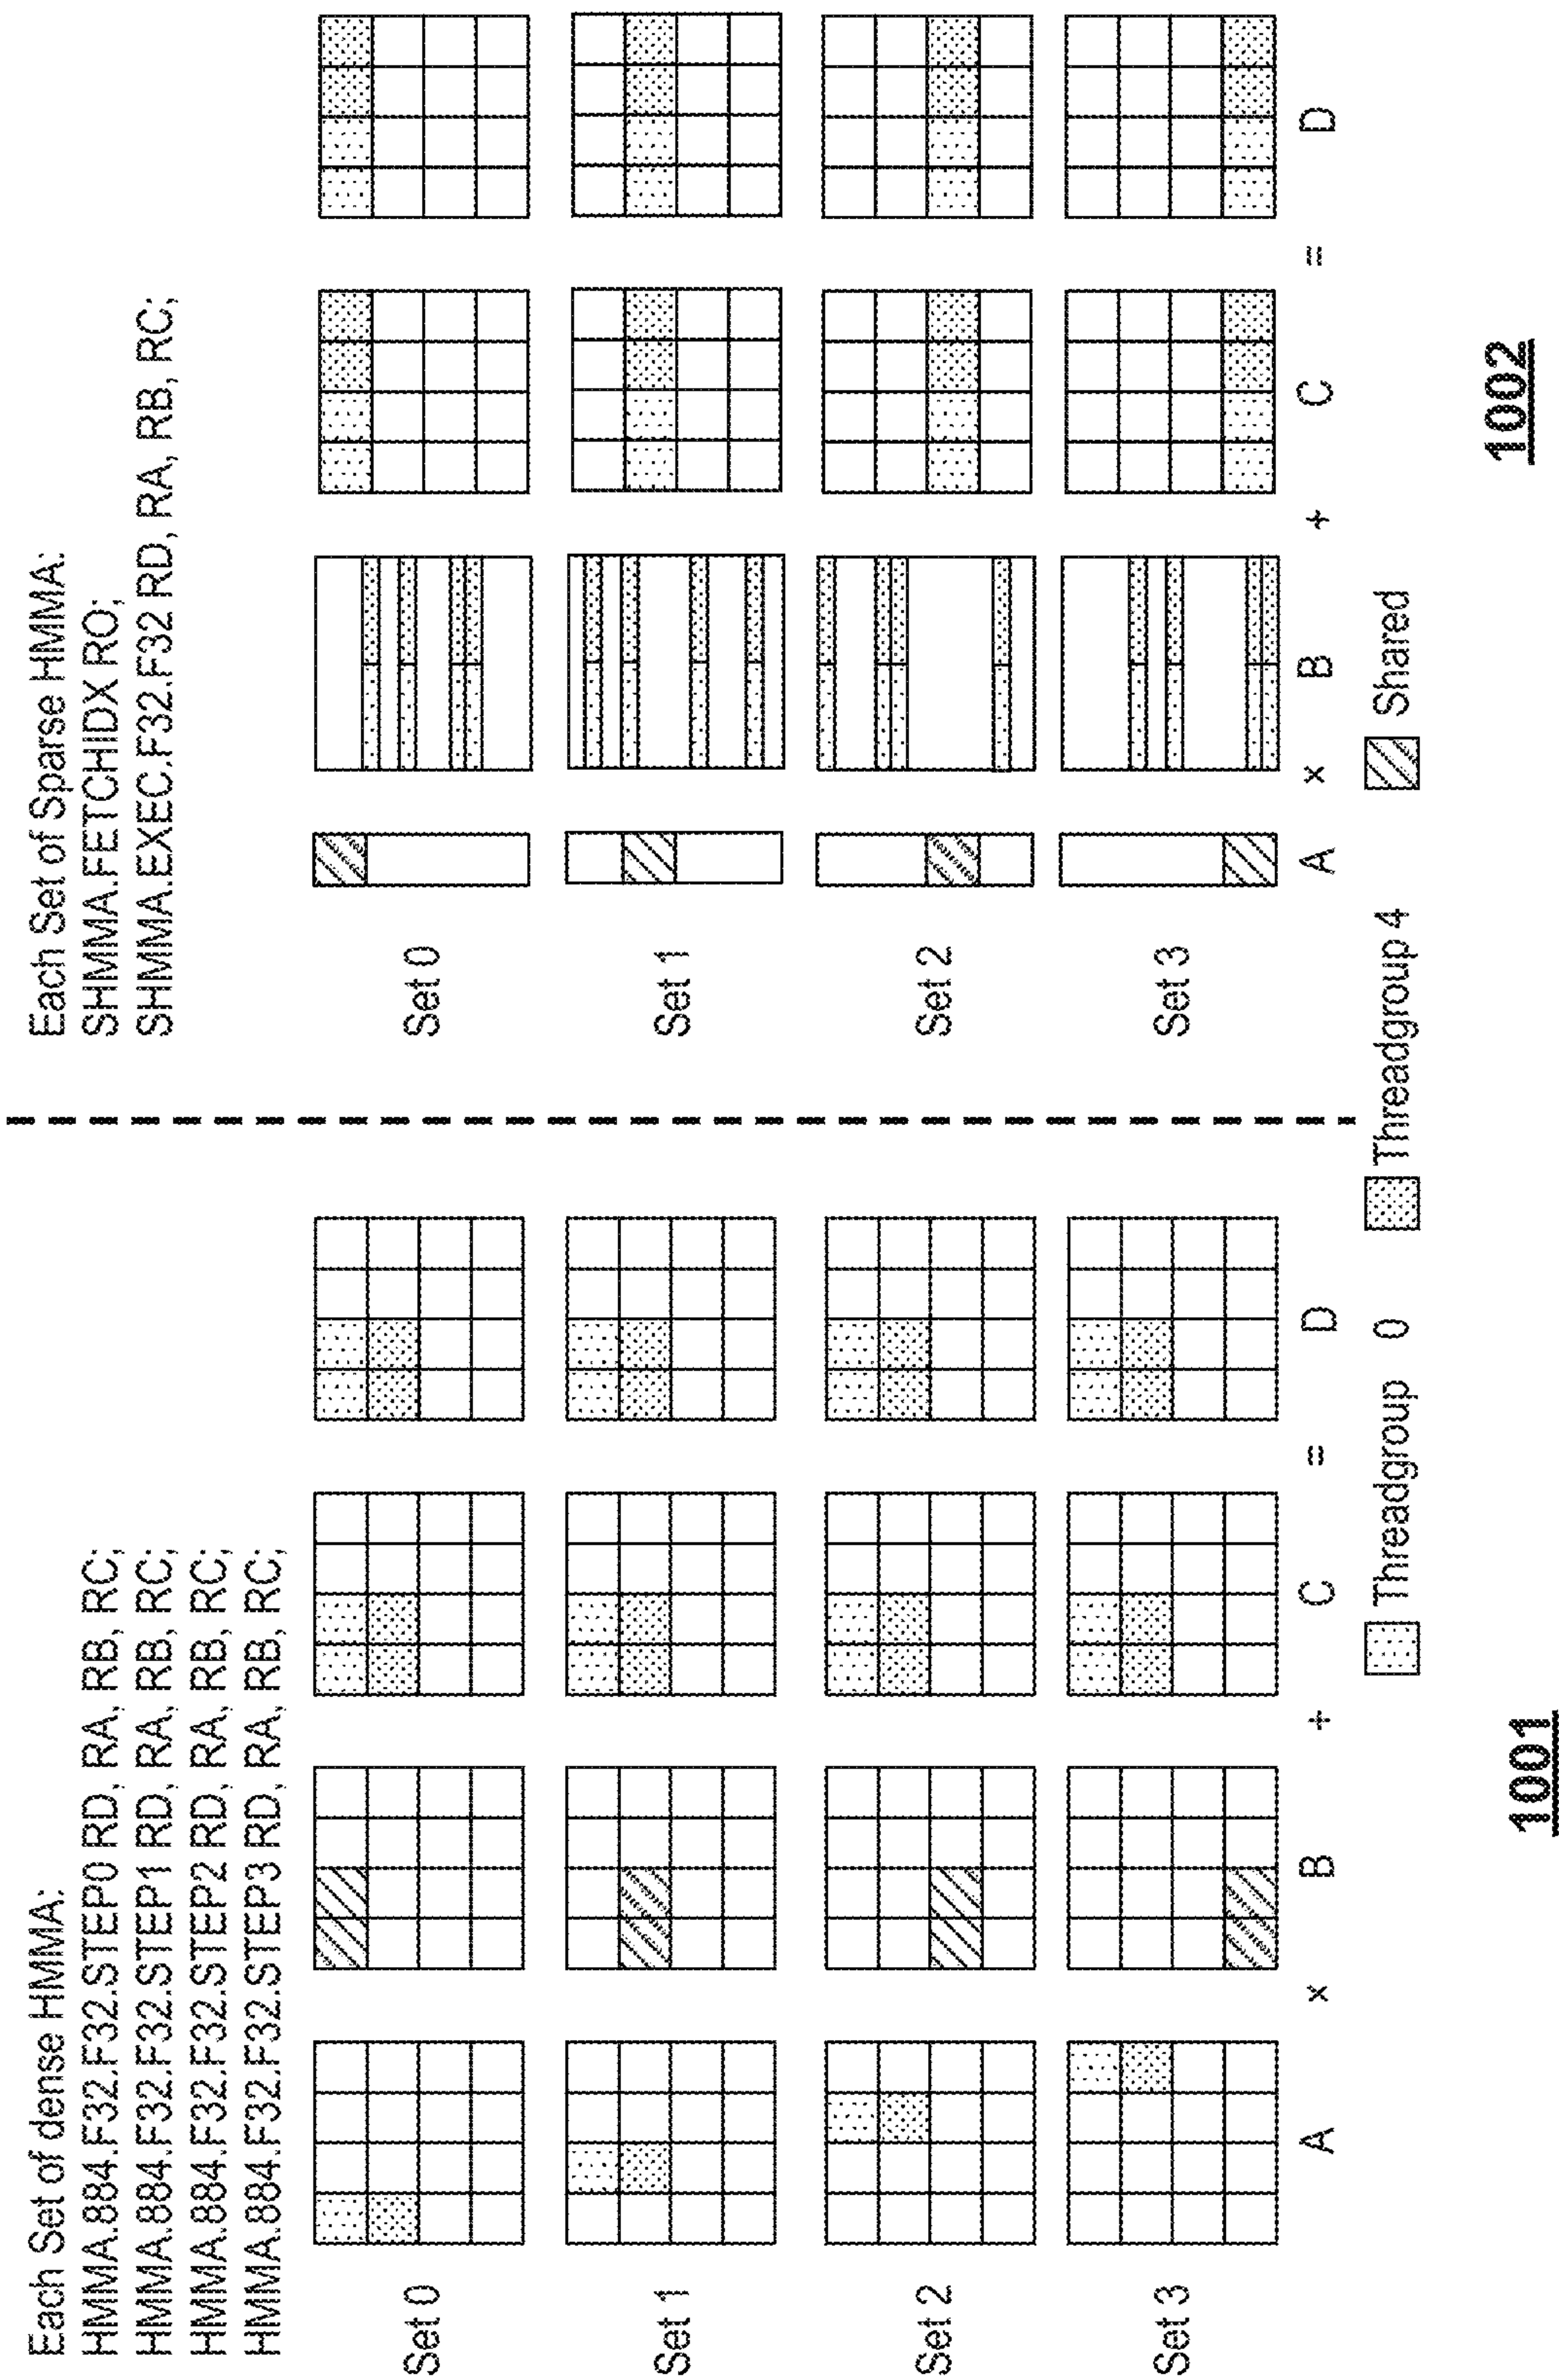 Each Set of dense HMMA:
HMMA.884.F32.F32.STEP0 RD, RA, RB, RC;
HMMA.884.F32.F32.STEP1 RD, RA, RB, RC;
HMMA.884.F32.F32.STEP2 RD, RA, RB, RC;
HMMA.884.F32.F32.STEP3 RD, RA, RB, RC;
Set 0
Set 1
Set 2
Set 3
A × B + C = D
1001
Each Set of Sparse HMMA:
SHMMA.FETCHIDX RO;
SHMMA.EXEC.F32.F32 RD, RA, RB, RC;
Set 0
Set 1
Set 2
Set 3
A × B + C = D
Threadgroup 0 Threadgroup 4 Shared
1002